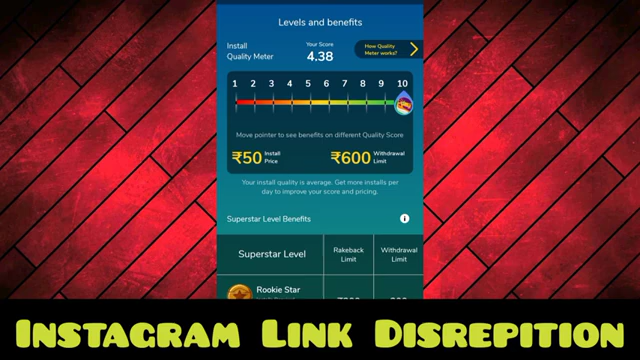 Levels and benefits
Install
Quality Meter
Your Score
4.38
How Quality
Meter works?
1 2 3 4 5 6 7 8 9 10
Move pointer to see benefits on different Quality Score
₹50 Install
Price
₹600 Withdrawal
Limit
Your install quality is average. Get more installs per
day to improve your score and pricing.
Superstar Level Benefits
Superstar Level
Rakeback
Limit
Withdrawal
Limit
Rookie Star
Instagram Link Disrepition